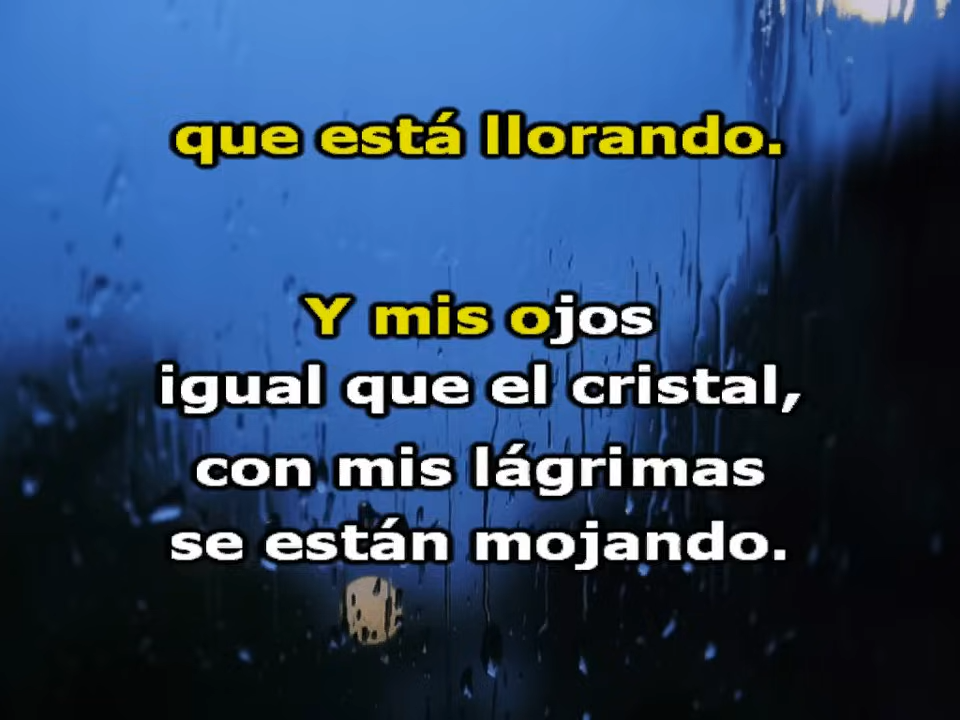 que está llorando.
Y mis ojos
igual que el cristal,
con mis lágrimas
se están mojando.